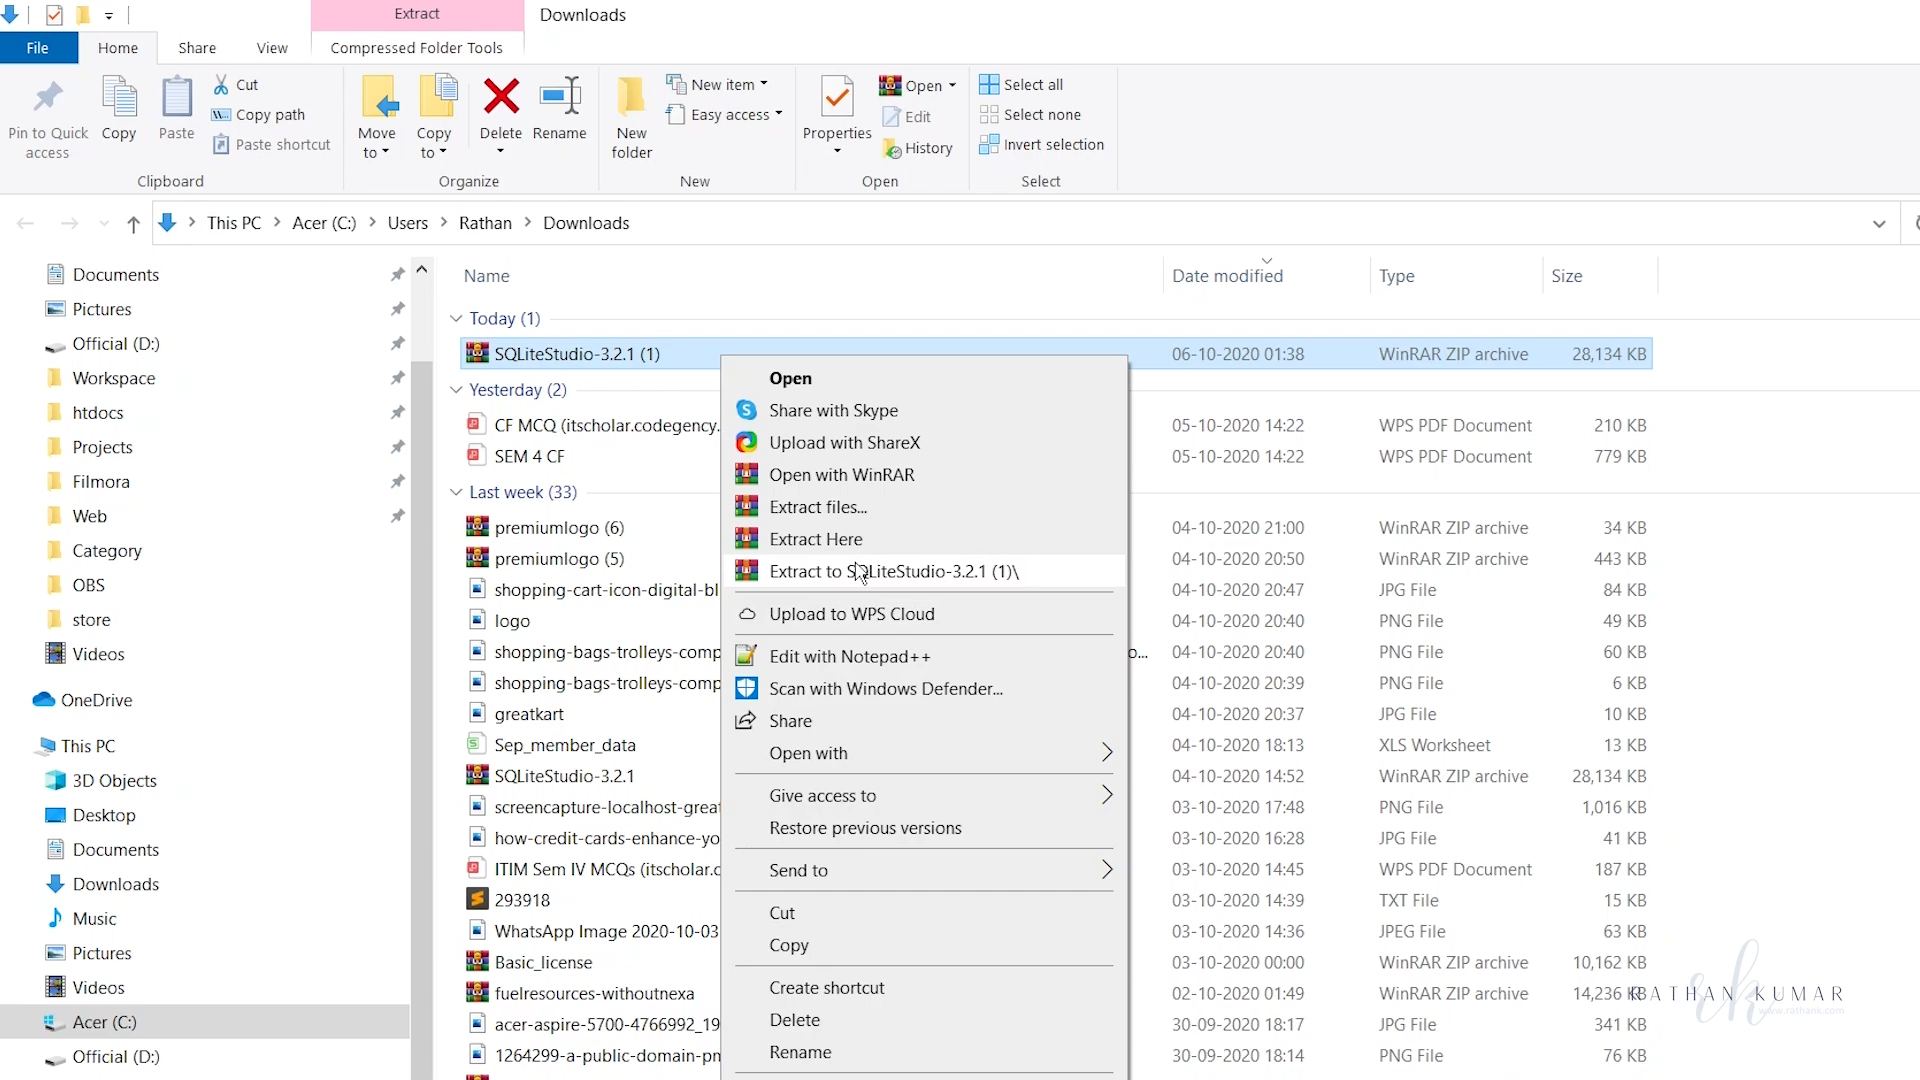 Extract
Downloads
File
Home
Share
View
Compressed Folder Tools
Pin to Quick access
Copy
Paste
Cut
Copy path
Paste shortcut
Clipboard
Move to
Copy to
Delete
Rename
Organize
New folder
New item
Easy access
New
Properties
Open
Edit
History
Open
Select all
Select none
Invert selection
Select
This PC
Acer (C:)
Users
Rathan
Downloads
Documents
Pictures
Official (D:)
Workspace
htdocs
Projects
Filmora
Web
Category
OBS
store
Videos
OneDrive
This PC
3D Objects
Desktop
Documents
Downloads
Music
Pictures
Videos
Acer (C:)
Official (D:)
Name Date modified Type Size
Today (1)
SQLiteStudio-3.2.1 (1) 06-10-2020 01:38 WinRAR ZIP archive 28,134 KB
Yesterday (2)
CF MCQ (itscholar.codegency. 05-10-2020 14:22 WPS PDF Document 210 KB
SEM 4 CF 05-10-2020 14:22 WPS PDF Document 779 KB
Last week (33)
premiumlogo (6) 04-10-2020 21:00 WinRAR ZIP archive 34 KB
premiumlogo (5) 04-10-2020 20:50 WinRAR ZIP archive 443 KB
shopping-cart-icon-digital-bl 04-10-2020 20:47 JPG File 84 KB
logo 04-10-2020 20:40 PNG File 49 KB
shopping-bags-trolleys-comp o... 04-10-2020 20:40 PNG File 60 KB
shopping-bags-trolleys-comp 04-10-2020 20:39 PNG File 6 KB
greatkart 04-10-2020 20:37 JPG File 10 KB
Sep_member_data 04-10-2020 18:13 XLS Worksheet 13 KB
SQLiteStudio-3.2.1 04-10-2020 14:52 WinRAR ZIP archive 28,134 KB
screencapture-localhost-great 03-10-2020 17:48 PNG File 1,016 KB
how-credit-cards-enhance-yo 03-10-2020 16:28 JPG File 41 KB
ITIM Sem IV MCQs (itscholar.c 03-10-2020 14:45 WPS PDF Document 187 KB
293918 03-10-2020 14:39 TXT File 15 KB
WhatsApp Image 2020-10-03 03-10-2020 14:36 JPEG File 63 KB
Basic_license 03-10-2020 00:00 WinRAR ZIP archive 10,162 KB
fuelresources-withoutnexa 02-10-2020 01:49 WinRAR ZIP archive 14,236 KB
acer-aspire-5700-4766992_19 30-09-2020 18:17 JPG File 341 KB
1264299-a-public-domain-pn 30-09-2020 18:14 PNG File 76 KB
Open
Share with Skype
Upload with ShareX
Open with WinRAR
Extract files...
Extract Here
Extract to SQLiteStudio-3.2.1 (1)\
Upload to WPS Cloud
Edit with Notepad++
Scan with Windows Defender...
Share
Open with
Give access to
Restore previous versions
Send to
Cut
Copy
Create shortcut
Delete
Rename
rk
RATHAN KUMAR
www.rathank.com